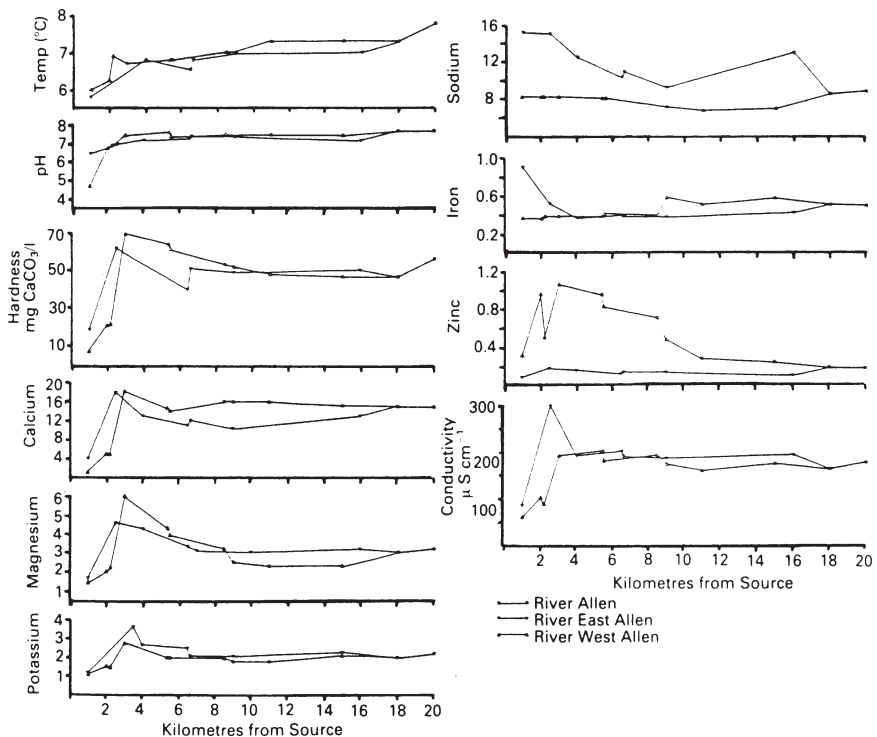 Temp (°C)
8
7
6
pH
8
7
6
5
4
Hardness
mg CaCO3/l
70
50
30
10
Calcium
20
16
12
8
4
Magnesium
6
5
4
3
2
1
Potassium
4
3
2
1
2 4 6 8 10 12 14 16 18 20
Kilometres from Source
Sodium
16
12
8
Iron
1.0
0.6
0.2
Zinc
1.2
0.8
0.4
Conductivity
μ S cm⁻¹
300
200
100
2 4 6 8 10 12 14 16 18 20
Kilometres from Source
River Allen
River East Allen
River West Allen